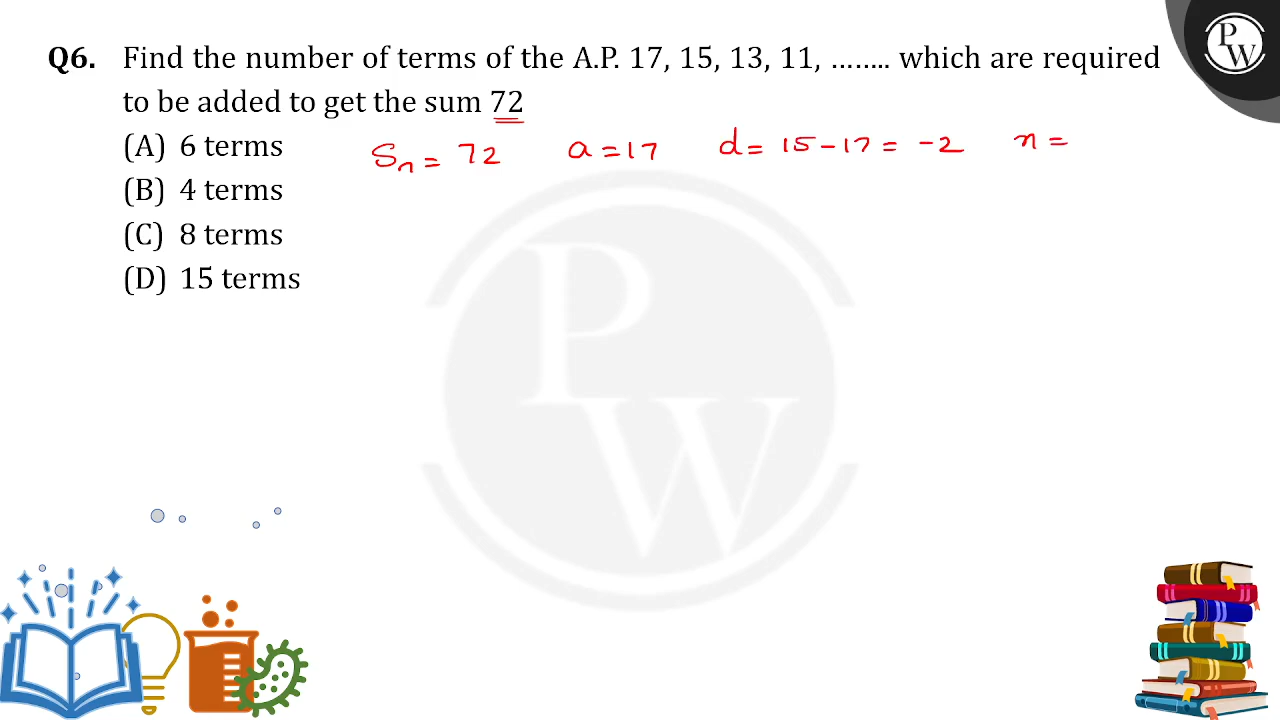 Q6. Find the number of terms of the A.P. 17, 15, 13, 11, …….. which are required
to be added to get the sum 72
(A) 6 terms
(B) 4 terms
(C) 8 terms
(D) 15 terms
Sn = 72 a = 17 d = 15 - 17 = -2 n =
PW
PW